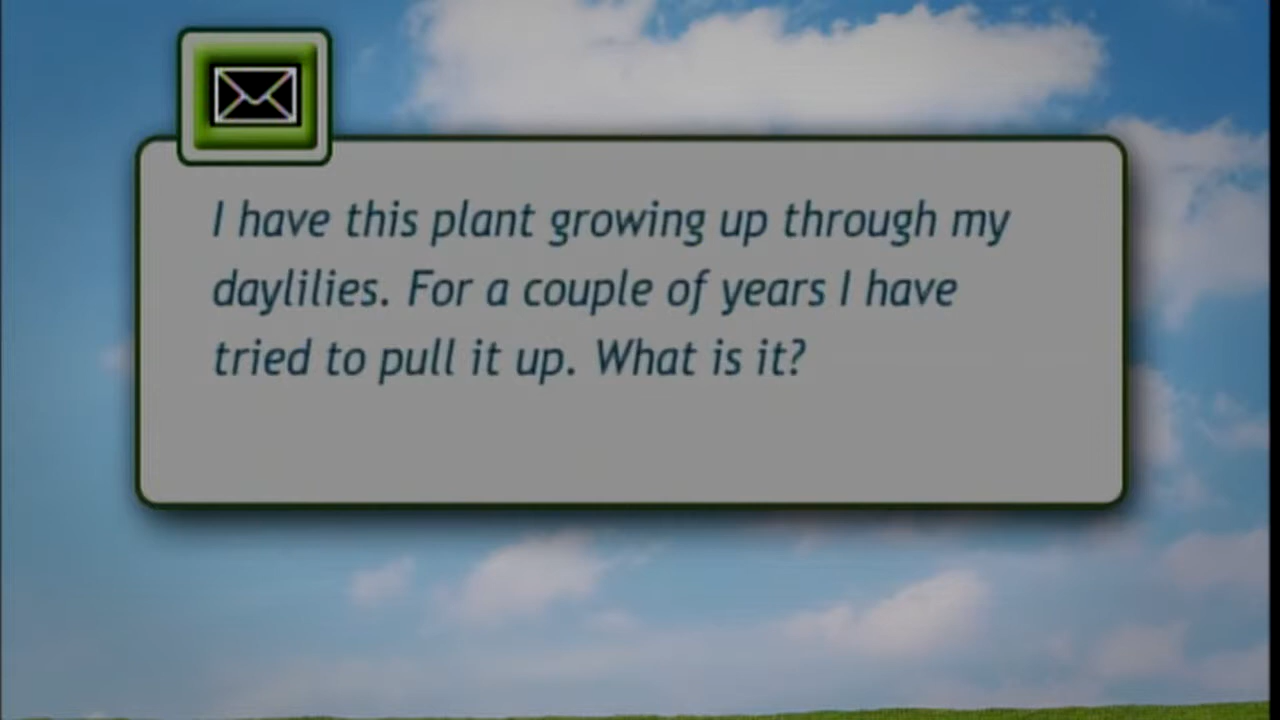 I have this plant growing up through my
daylilies. For a couple of years I have
tried to pull it up. What is it?